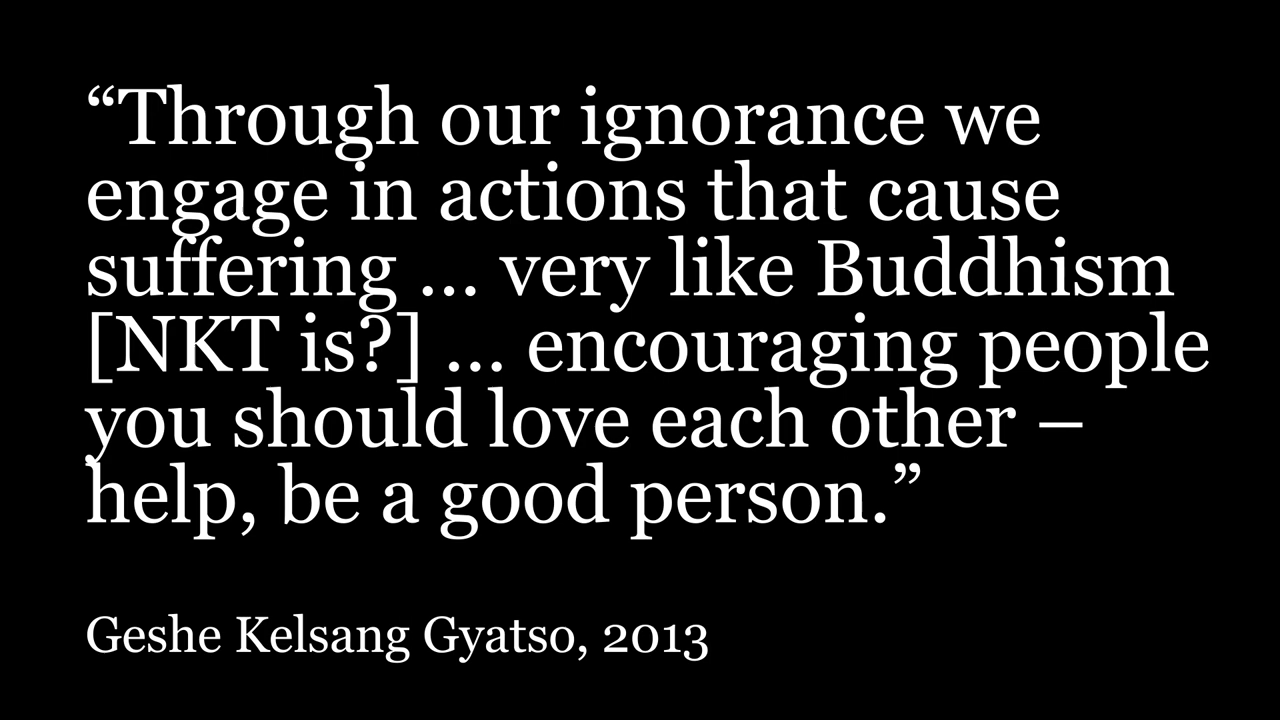 “Through our ignorance we
engage in actions that cause
suffering ... very like Buddhism
[NKT is?] ... encouraging people
you should love each other –
help, be a good person.”
Geshe Kelsang Gyatso, 2013